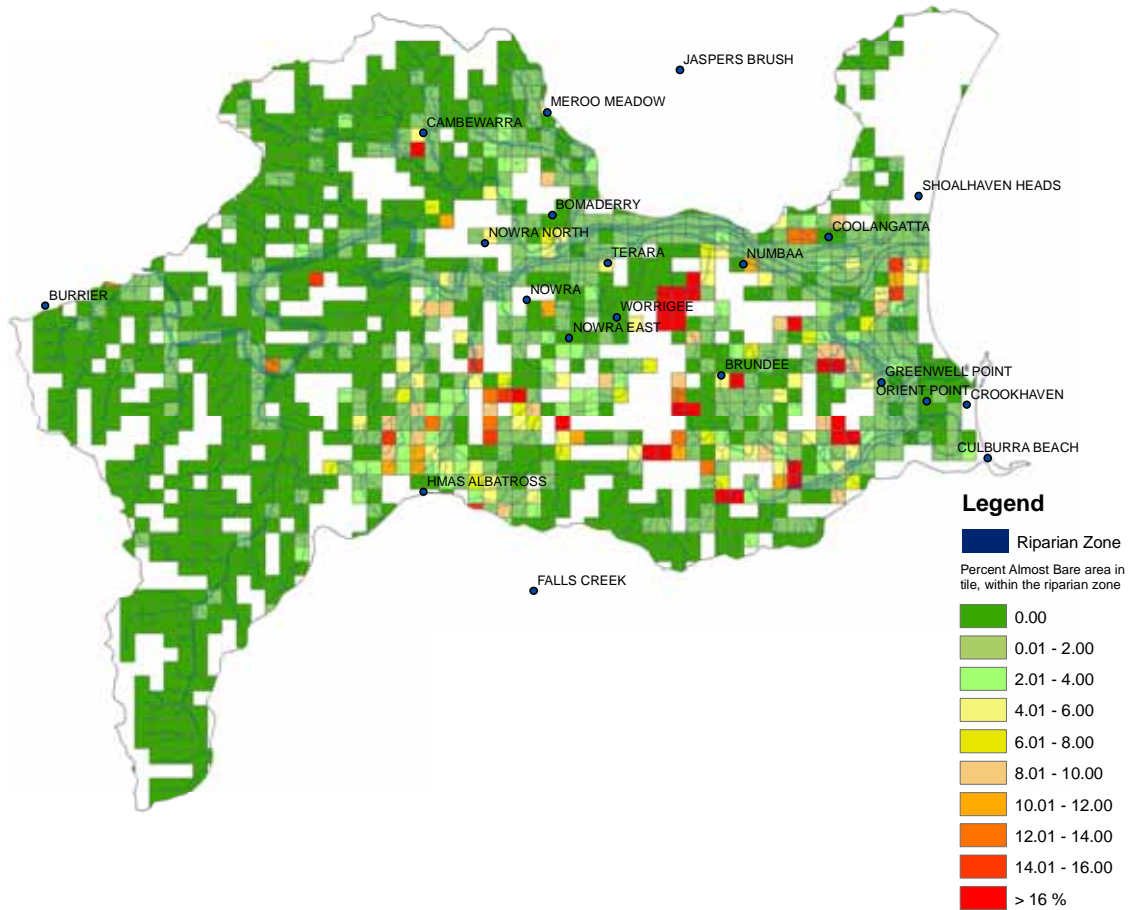 JASPERS BRUSH
MEROO MEADOW
CAMBEWARRA
SHOALHAVEN HEADS
BOMADERRY
COOLANGATTA
NOWRA NORTH
TERARA
NUMBAA
BURRIER
NOWRA
WORRIGEE
NOWRA EAST
BRUNDEE
GREENWELL POINT
ORIENT POINT
CROOKHAVEN
CULBURRA BEACH
HMAS ALBATROSS
FALLS CREEK
Legend
Riparian Zone
Percent Almost Bare area in
tile, within the riparian zone
0.00
0.01 - 2.00
2.01 - 4.00
4.01 - 6.00
6.01 - 8.00
8.01 - 10.00
10.01 - 12.00
12.01 - 14.00
14.01 - 16.00
> 16 %